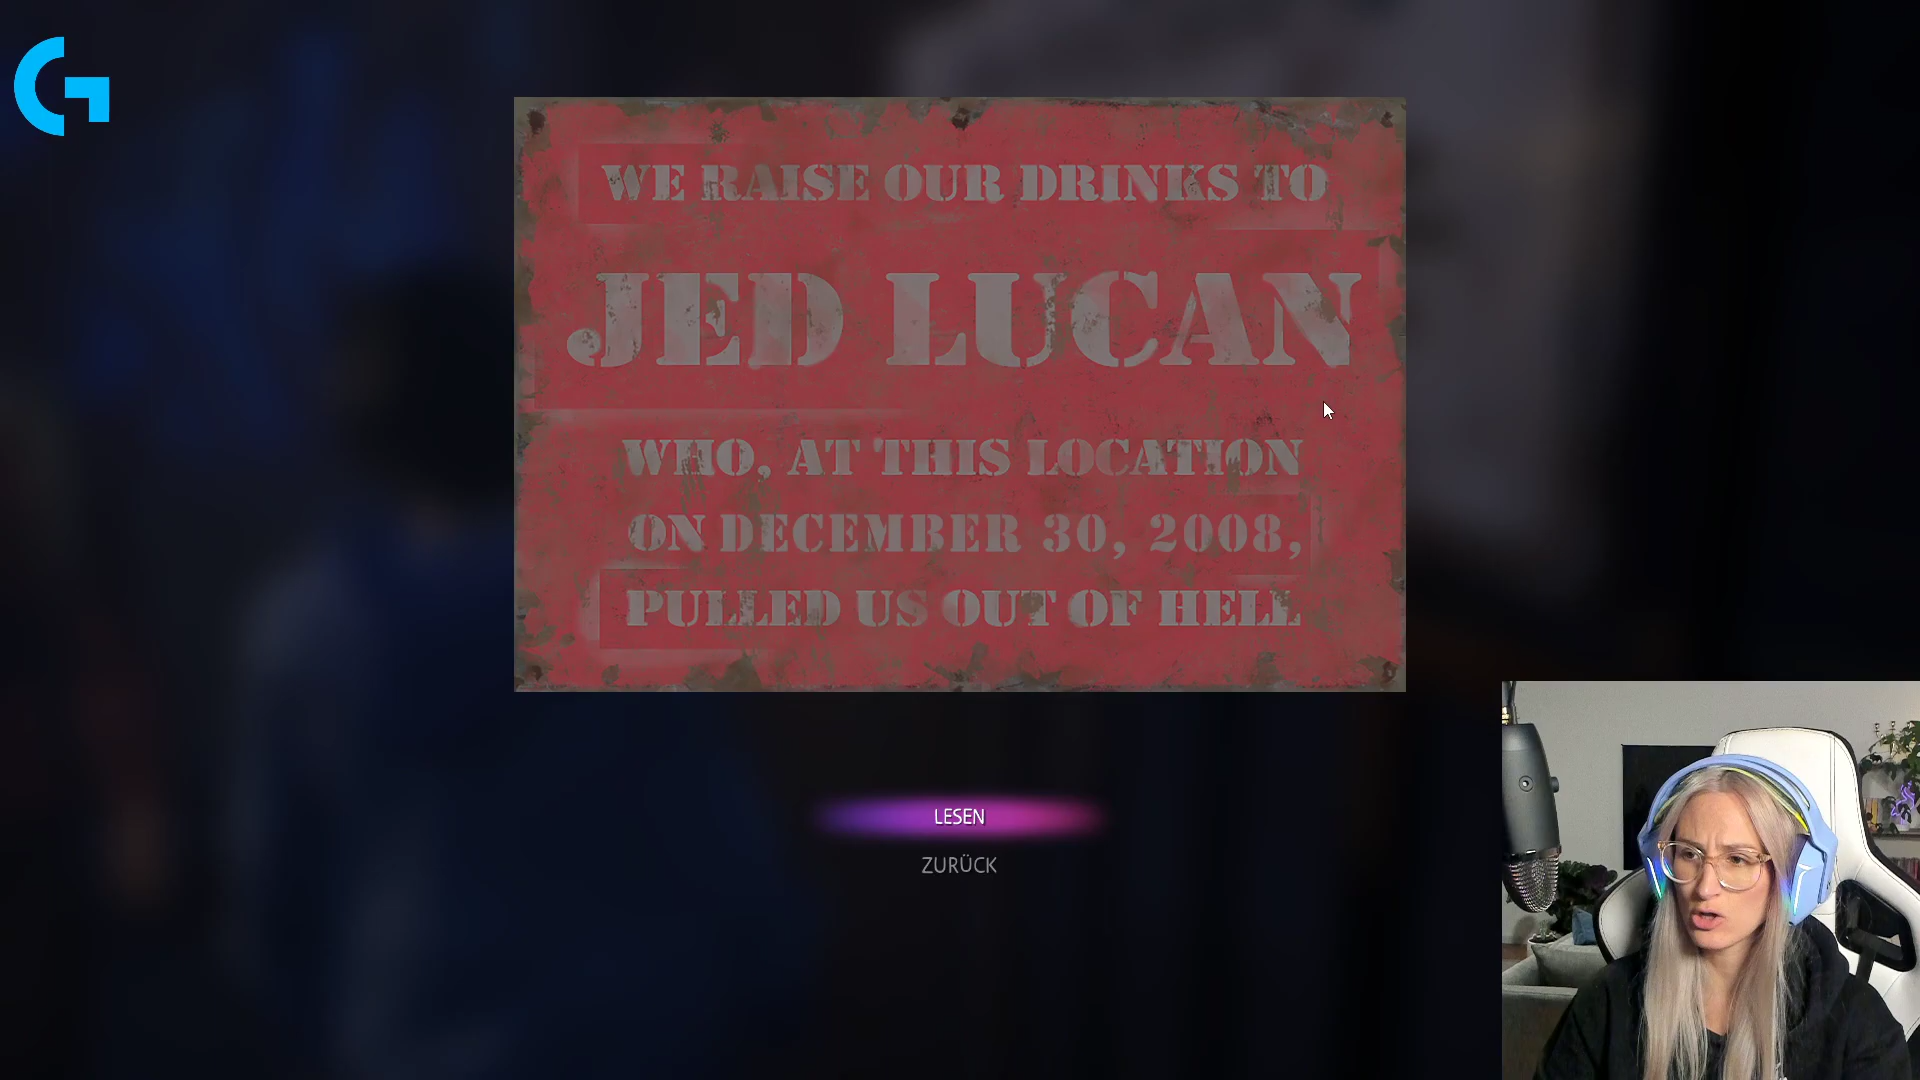 WE RAISE OUR DRINKS TO
JED LUCAN
WHO, AT THIS LOCATION
ON DECEMBER 30, 2008,
PULLED US OUT OF HELL
LESEN
ZURÜCK